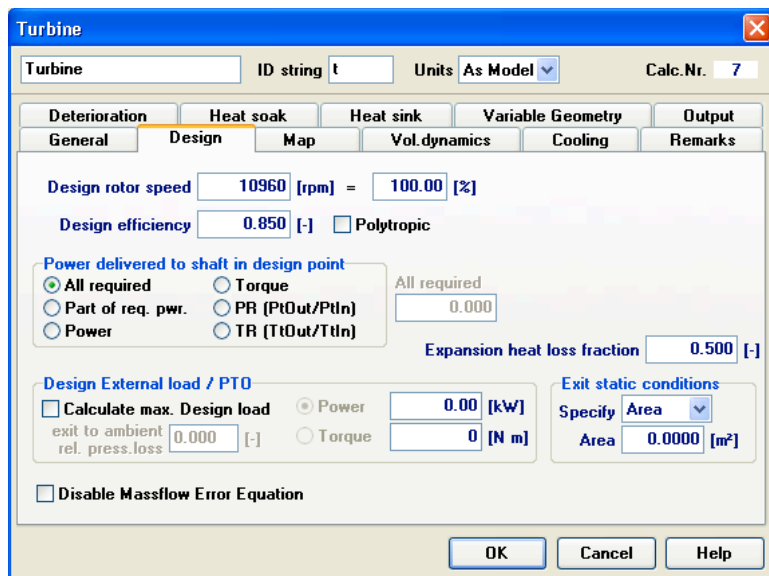 Turbine
Turbine ID string t Units As Model Calc.Nr. 7
Deterioration Heat soak Heat sink Variable Geometry Output
General Design Map Vol.dynamics Cooling Remarks
Design rotor speed 10960 [rpm] = 100.00 [%]
Design efficiency 0.850 [-] Polytropic
Power delivered to shaft in design point
All required Torque All required
Part of req. pwr. PR (PtOut/PtIn) 0.000
Power TR (TtOut/TtIn)
Expansion heat loss fraction 0.500 [-]
Design External load / PTO Exit static conditions
Calculate max. Design load Power 0.00 [kW] Specify Area
exit to ambient
rel. press.loss 0.000 [-] Torque 0 [N m] Area 0.0000 [m²]
Disable Massflow Error Equation
OK Cancel Help